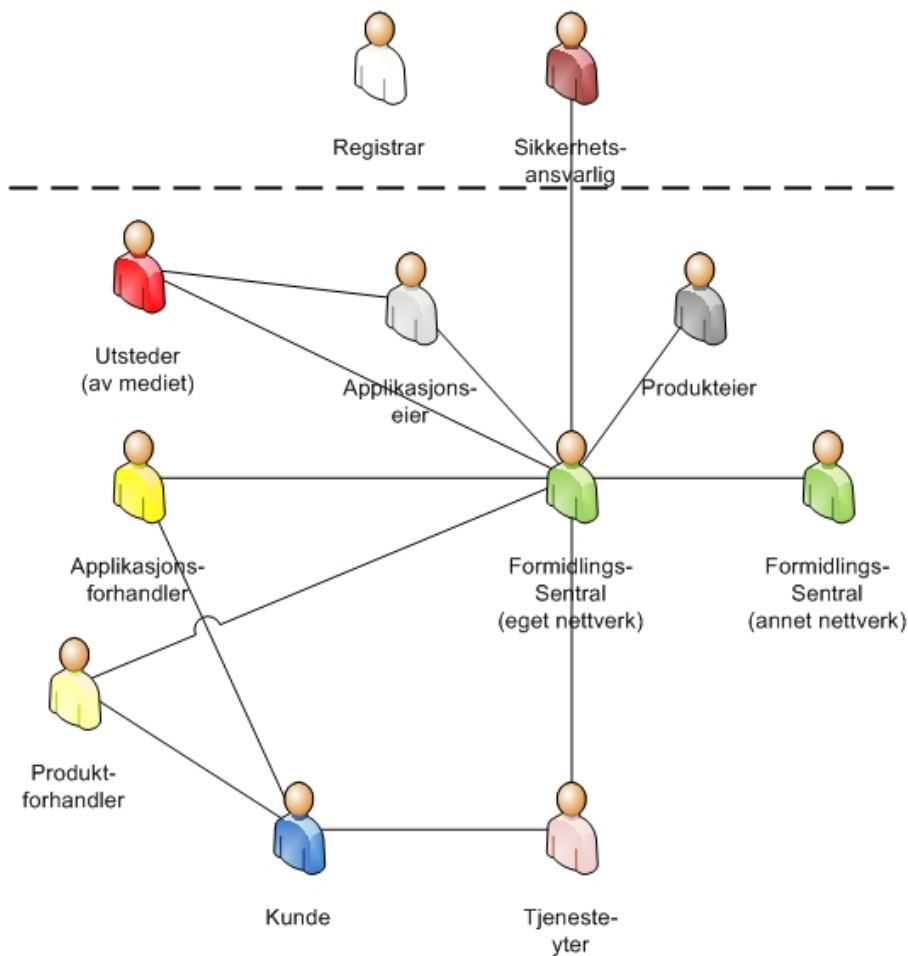 Registrar
Sikkerhets-
ansvarlig
Utsteder
(av mediet)
Applikasjons-
eier
Produkteier
Applikasjons-
forhandler
Formidlings-
Sentral
(eget nettverk)
Formidlings-
Sentral
(annet nettverk)
Produkt-
forhandler
Kunde
Tjeneste-
yter